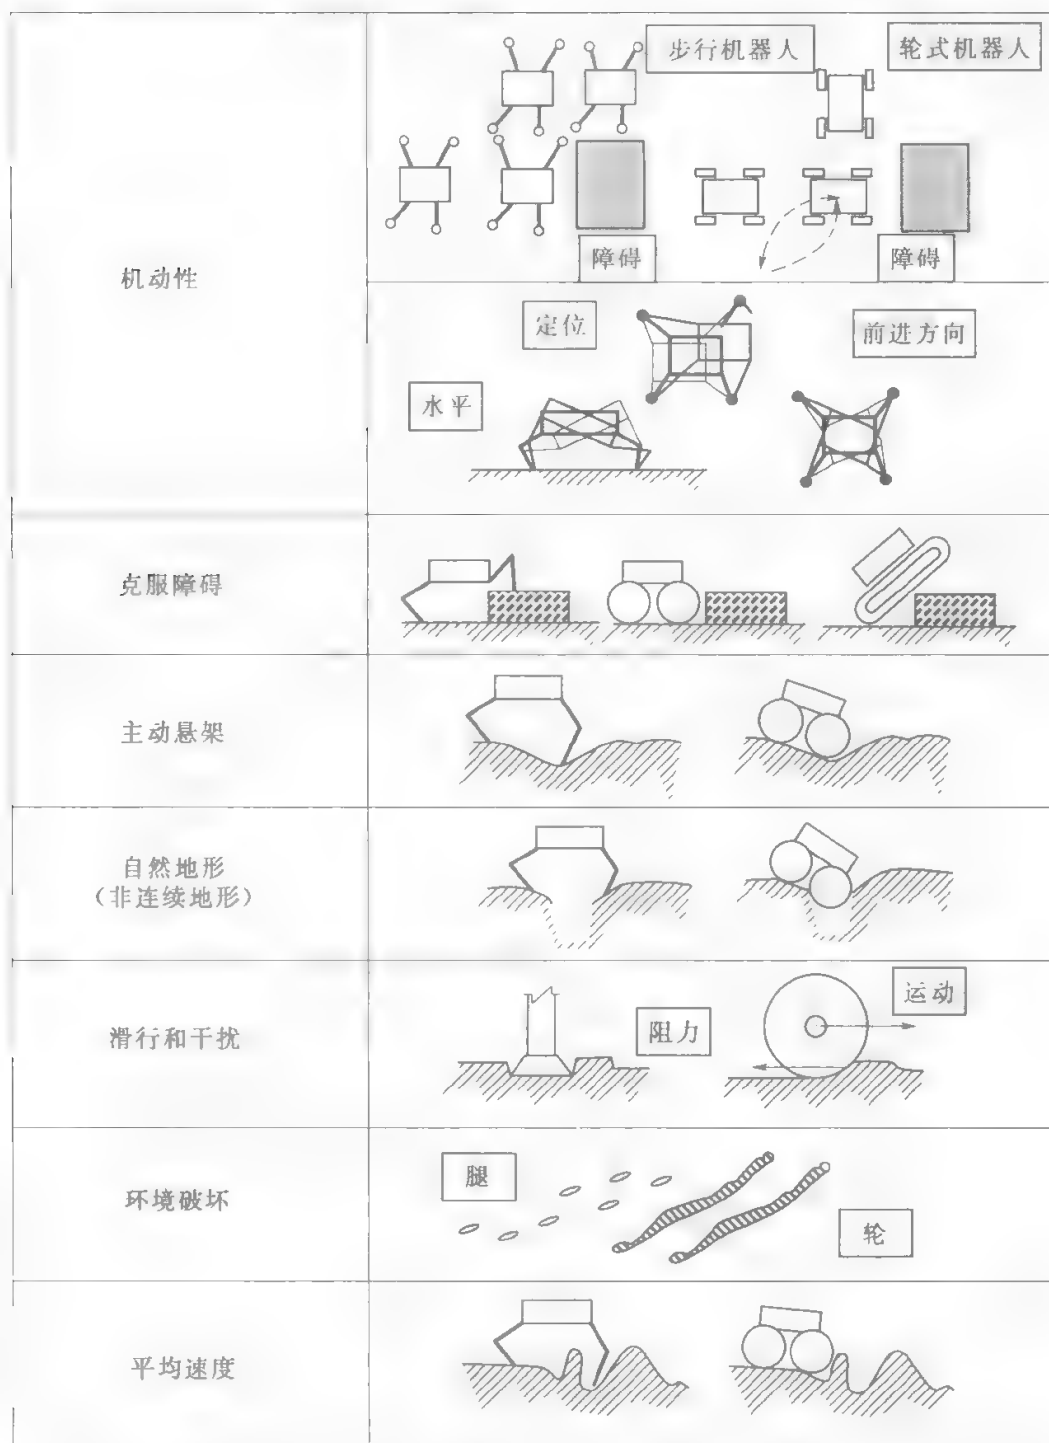 步行机器人
轮式机器人
障碍
障碍
机动性
定位
前进方向
水平
克服障碍
主动悬架
自然地形
（非连续地形）
滑行和干扰
阻力
运动
环境破坏
腿
轮
平均速度